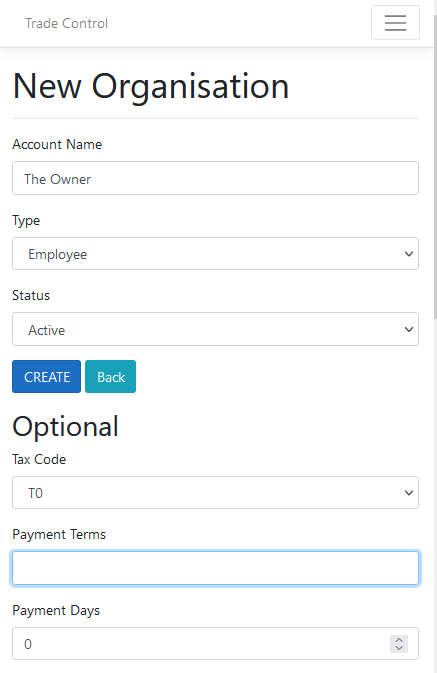 Trade Control
New Organisation
Account Name
The Owner
Type
Employee
Status
Active
CREATE Back
Optional
Tax Code
T0
Payment Terms
Payment Days
0